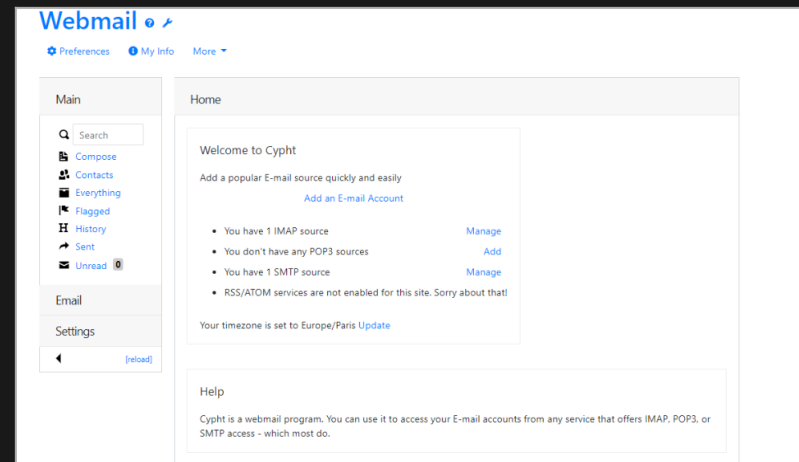 Webmail
Preferences My Info More
Main
Search
Compose
Contacts
Everything
Flagged
History
Sent
Unread 0
Email
Settings
[reload]
Home
Welcome to Cypht
Add a popular E-mail source quickly and easily
Add an E-mail Account
You have 1 IMAP source Manage
You don't have any POP3 sources Add
You have 1 SMTP source Manage
RSS/ATOM services are not enabled for this site. Sorry about that!
Your timezone is set to Europe/Paris Update
Help
Cypht is a webmail program. You can use it to access your E-mail accounts from any service that offers IMAP, POP3, or
SMTP access - which most do.